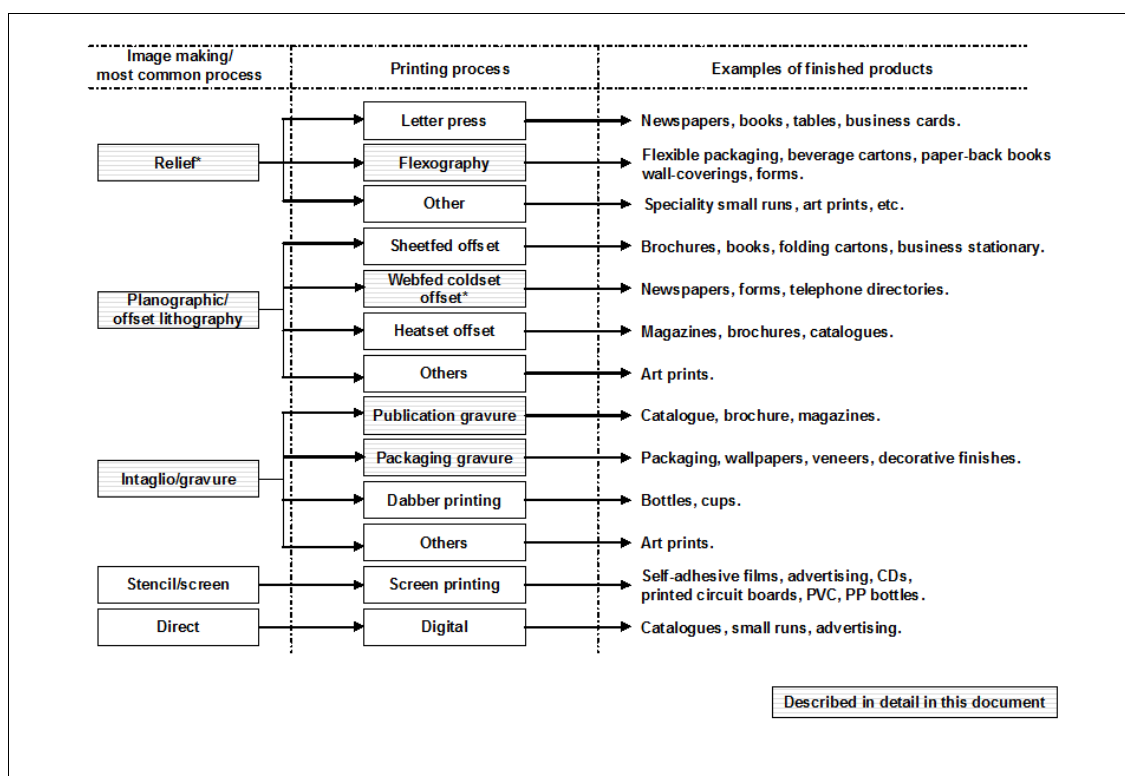 Image making/
most common process
Printing process
Examples of finished products
Letter press
Newspapers, books, tables, business cards.
Relief*
Flexography
Flexible packaging, beverage cartons, paper-back books
wall-coverings, forms.
Other
Speciality small runs, art prints, etc.
Sheetfed offset
Brochures, books, folding cartons, business stationary.
Planographic/
offset lithography
Webfed coldset
offset*
Newspapers, forms, telephone directories.
Heatset offset
Magazines, brochures, catalogues.
Others
Art prints.
Publication gravure
Catalogue, brochure, magazines.
Intaglio/gravure
Packaging gravure
Packaging, wallpapers, veneers, decorative finishes.
Dabber printing
Bottles, cups.
Others
Art prints.
Stencil/screen
Screen printing
Self-adhesive films, advertising, CDs,
printed circuit boards, PVC, PP bottles.
Direct
Digital
Catalogues, small runs, advertising.
Described in detail in this document